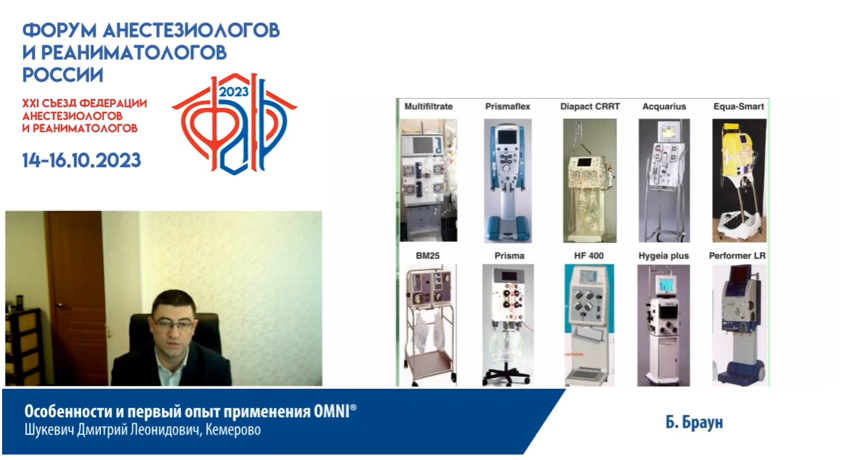 ФОРУМ АНЕСТЕЗИОЛОГОВ
И РЕАНИМАТОЛОГОВ
РОССИИ
XXI СЪЕЗД ФЕДЕРАЦИИ
АНЕСТЕЗИОЛОГОВ
И РЕАНИМАТОЛОГОВ
14-16.10.2023
2023
ФАРР
Multifiltrate Prismaflex Diapact CRRT Acquarius Equa-Smart
BM25 Prisma HF 400 Hygeia plus Performer LR
Особенности и первый опыт применения OMNI®
Шукевич Дмитрий Леонидович, Кемерово
Б. Браун